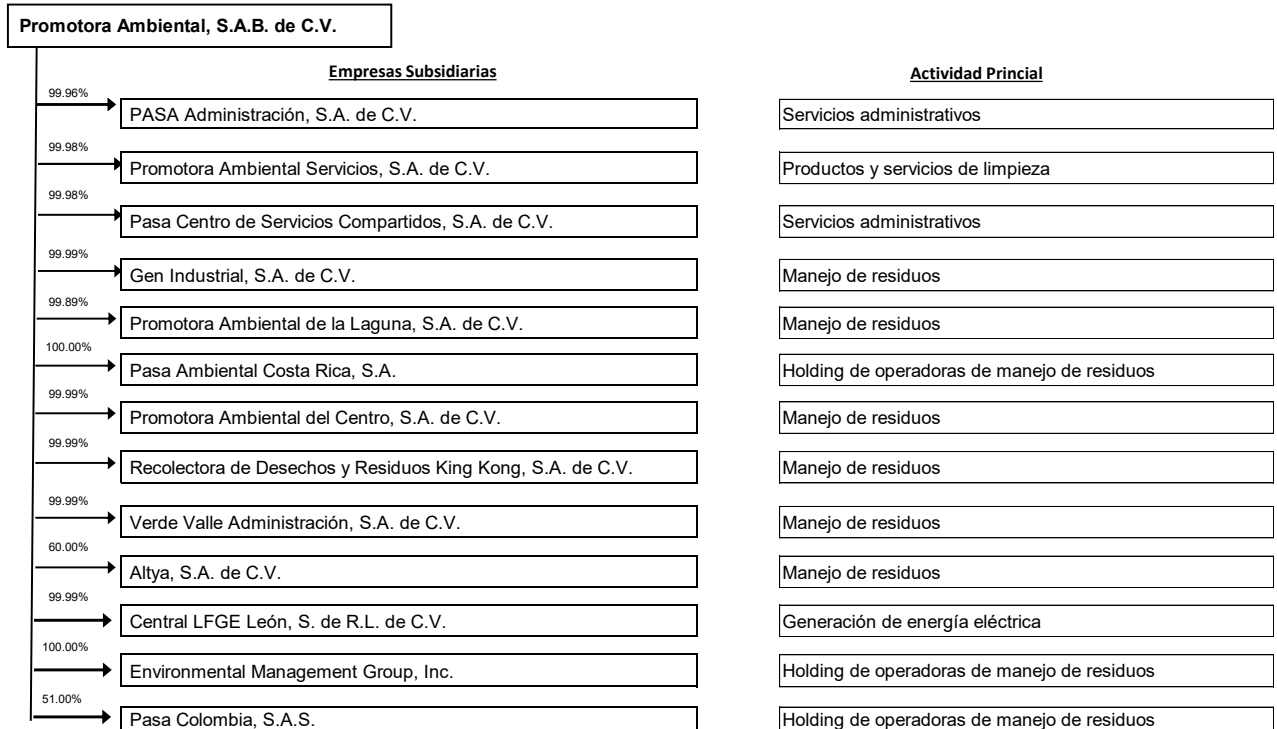 Promotora Ambiental, S.A.B. de C.V.
Empresas Subsidiarias Actividad Princial
99.96%
PASA Administración, S.A. de C.V. Servicios administrativos
99.98%
Promotora Ambiental Servicios, S.A. de C.V. Productos y servicios de limpieza
99.98%
Pasa Centro de Servicios Compartidos, S.A. de C.V. Servicios administrativos
99.99%
Gen Industrial, S.A. de C.V. Manejo de residuos
99.89%
Promotora Ambiental de la Laguna, S.A. de C.V. Manejo de residuos
100.00%
Pasa Ambiental Costa Rica, S.A. Holding de operadoras de manejo de residuos
99.99%
Promotora Ambiental del Centro, S.A. de C.V. Manejo de residuos
99.99%
Recolectora de Desechos y Residuos King Kong, S.A. de C.V. Manejo de residuos
99.99%
Verde Valle Administración, S.A. de C.V. Manejo de residuos
60.00%
Altya, S.A. de C.V. Manejo de residuos
99.99%
Central LFGE León, S. de R.L. de C.V. Generación de energía eléctrica
100.00%
Environmental Management Group, Inc. Holding de operadoras de manejo de residuos
51.00%
Pasa Colombia, S.A.S. Holding de operadoras de manejo de residuos